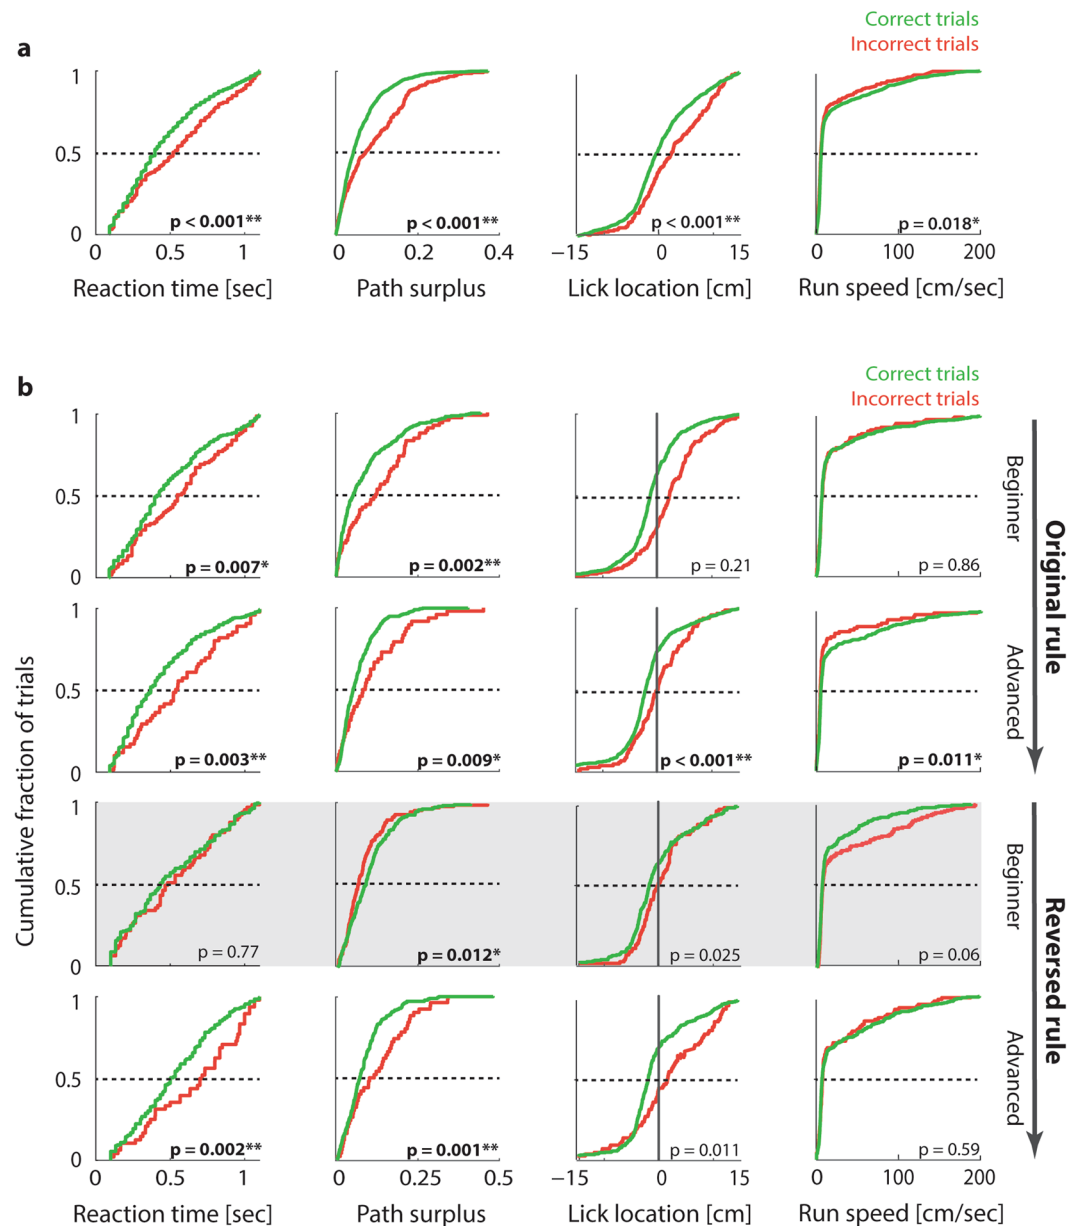 Correct trials
a
Incorrect trials
1
0.5
0
p < 0.001**
p < 0.001**
p < 0.001**
p = 0.018*
0 0.5 1
0 0.2 0.4
−15 0 15
0 100 200
Reaction time [sec]
Path surplus
Lick location [cm]
Run speed [cm/sec]
b
Correct trials
Incorrect trials
Cumulative fraction of trials
1
0.5
0
p = 0.007*
p = 0.002**
p = 0.21
p = 0.86
Beginner
Original rule
1
0.5
0
p = 0.003**
p = 0.009*
p < 0.001**
p = 0.011*
Advanced
1
0.5
0
p = 0.77
p = 0.012*
p = 0.025
p = 0.06
Beginner
Reversed rule
1
0.5
0
p = 0.002**
p = 0.001**
p = 0.011
p = 0.59
Advanced
0 0.5 1
0 0.25 0.5
−15 0 15
0 100 200
Reaction time [sec]
Path surplus
Lick location [cm]
Run speed [cm/sec]